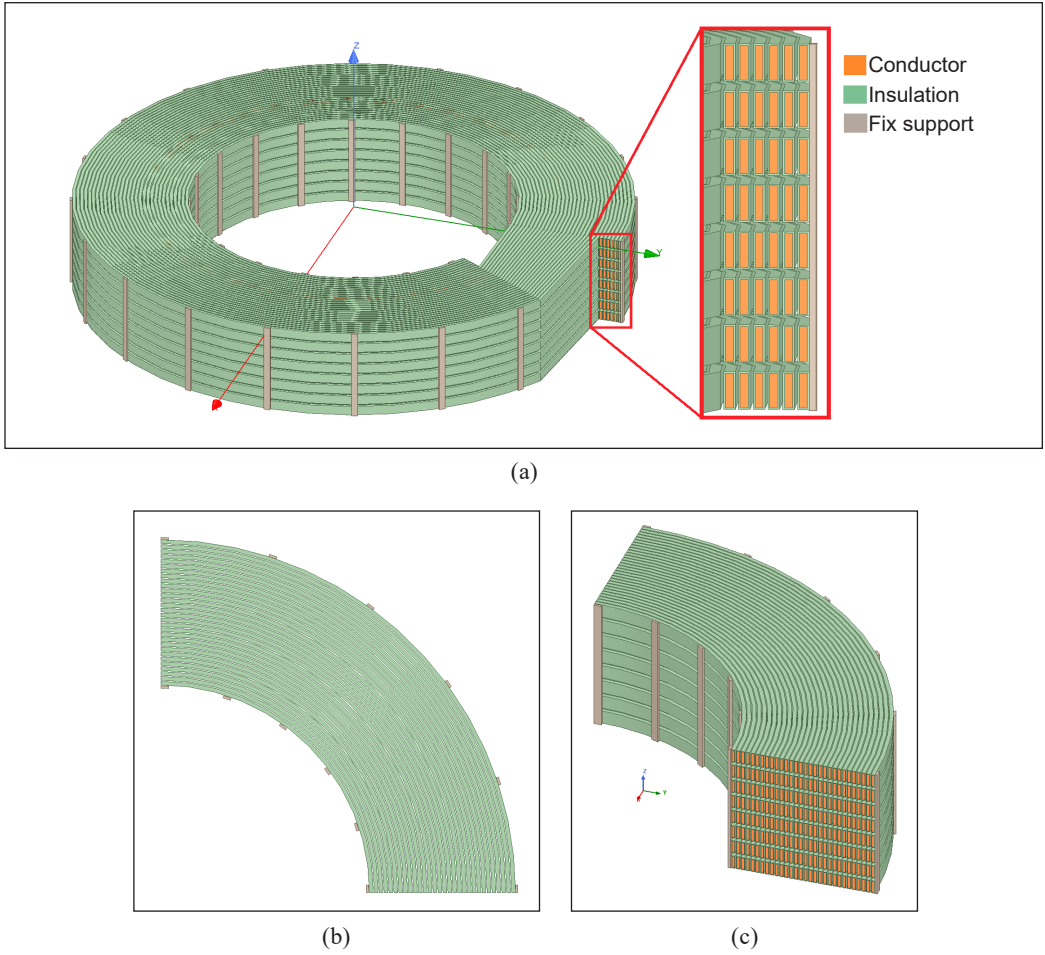 Z
Y
Conductor
Insulation
Fix support
(a)
Z
Y
(b)
(c)